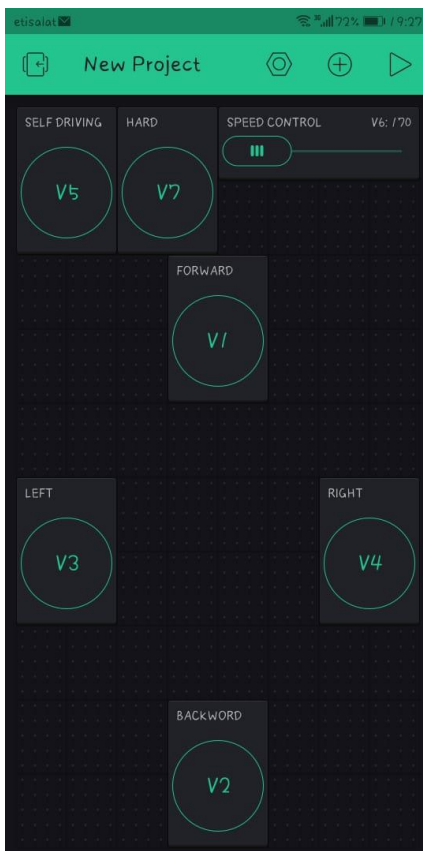 etisalat 72% 19:27
New Project
SELF DRIVING HARD SPEED CONTROL V6: 170
V5 V7
FORWARD
V1
LEFT RIGHT
V3 V4
BACKWORD
V2